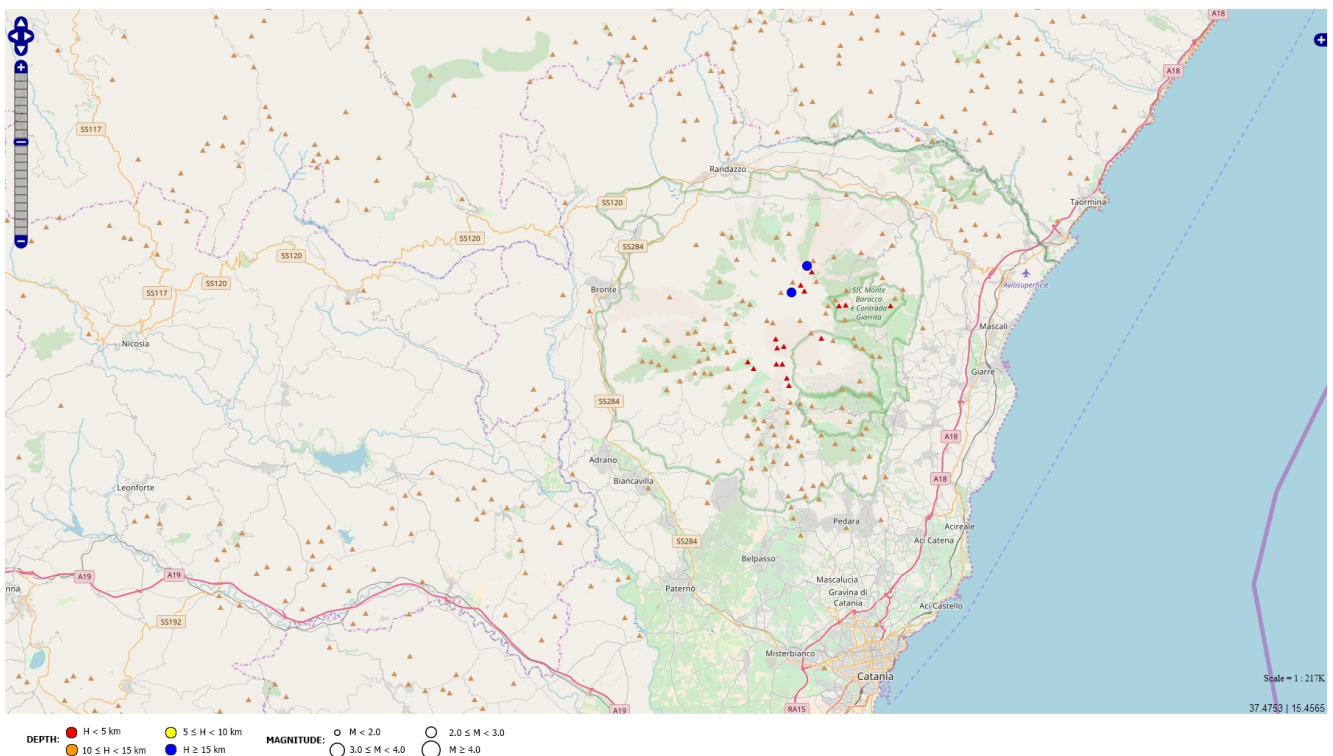 A18
A18
SS117
Randazzo
Taormina
SS120
SS120
SS284
SS120
SS120
Aviosuperficie
SS117
Bronte
SIC Monte
Baracca
e Contrada
Giarrita
Mascali
Nicosia
Giarre
SS284
A18
Adrano
Biancavilla
A18
Leonforte
Pedara
Acireale
Aci Catena
SS284
Belpasso
A19
A19
Mascalucia
Paternò
Gravina di
Catania
nna
Aci Castello
SS192
Misterbianco
Catania
Scale = 1 : 217K
A19
RA15
37.4753 | 15.4565
DEPTH: H < 5 km 5 ≤ H < 10 km MAGNITUDE: M < 2.0 2.0 ≤ M < 3.0
10 ≤ H < 15 km H ≥ 15 km 3.0 ≤ M < 4.0 M ≥ 4.0